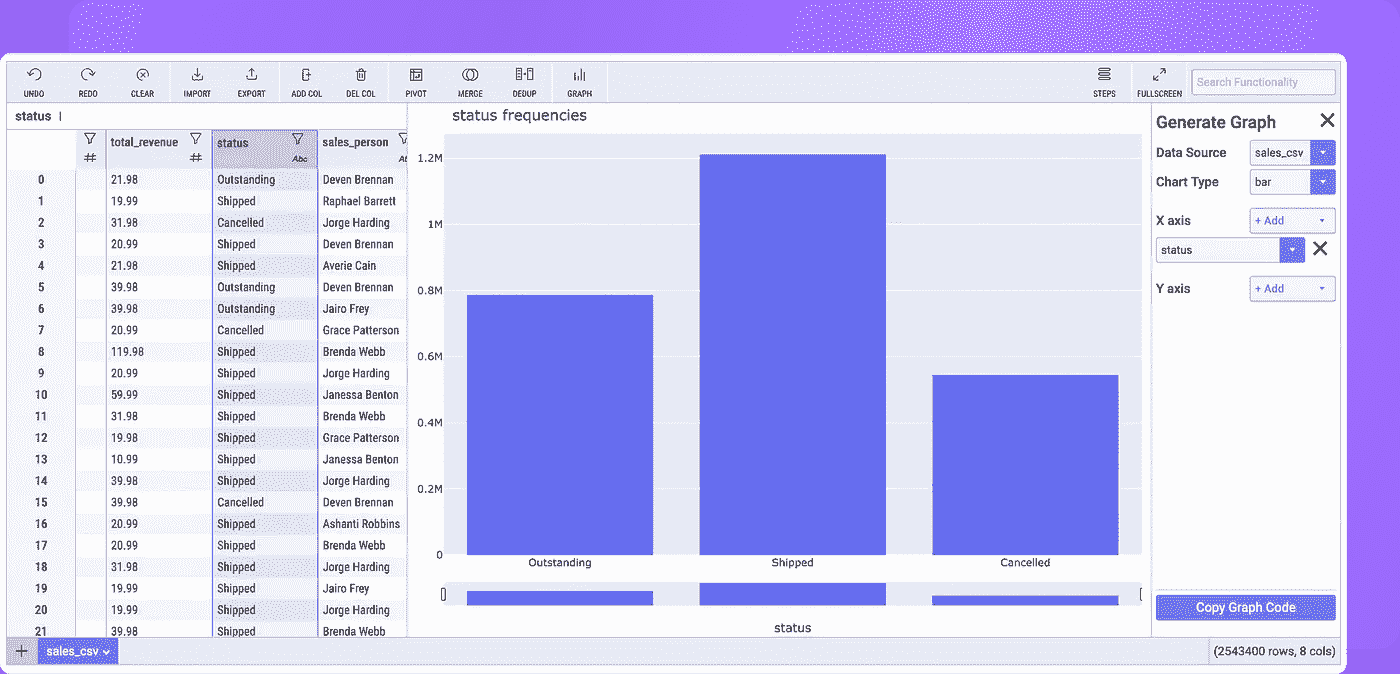 UNDO REDO CLEAR IMPORT EXPORT ADD COL DEL COL PIVOT MERGE DEDUP GRAPH STEPS FULLSCREEN Search Functionality
status
total_revenue status sales_person
## ## Abc
0 21.98 Outstanding Deven Brennan
1 19.99 Shipped Raphael Barrett
2 31.98 Cancelled Jorge Harding
3 20.99 Shipped Deven Brennan
4 21.98 Shipped Averie Cain
5 39.98 Outstanding Deven Brennan
6 39.98 Outstanding Jairo Frey
7 20.99 Cancelled Grace Patterson
8 119.98 Shipped Brenda Webb
9 20.99 Shipped Jorge Harding
10 59.99 Shipped Janessa Benton
11 31.98 Shipped Brenda Webb
12 19.98 Shipped Grace Patterson
13 10.99 Shipped Janessa Benton
14 39.98 Shipped Jorge Harding
15 39.98 Cancelled Deven Brennan
16 20.99 Shipped Ashanti Robbins
17 20.99 Shipped Brenda Webb
18 31.98 Shipped Jorge Harding
19 19.99 Shipped Jairo Frey
20 19.99 Shipped Jorge Harding
21 39.98 Shipped Brenda Webb
status frequencies
1.2M
1M
0.8M
0.6M
0.4M
0.2M
0
Outstanding Shipped Cancelled
status
Generate Graph
Data Source sales_csv
Chart Type bar
X axis + Add
status
Y axis + Add
Copy Graph Code
+ sales_csv (2543400 rows, 8 cols)